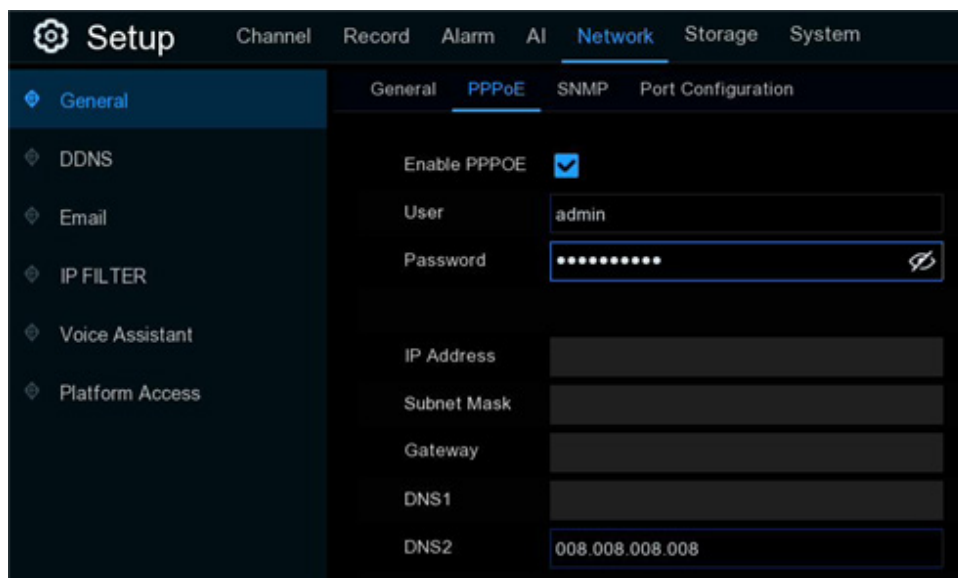 Setup Channel Record Alarm AI Network Storage System
General
DDNS
Email
IP FILTER
Voice Assistant
Platform Access
General PPPoE SNMP Port Configuration
Enable PPPOE
User admin
Password ••••••••••
IP Address
Subnet Mask
Gateway
DNS1
DNS2 008.008.008.008